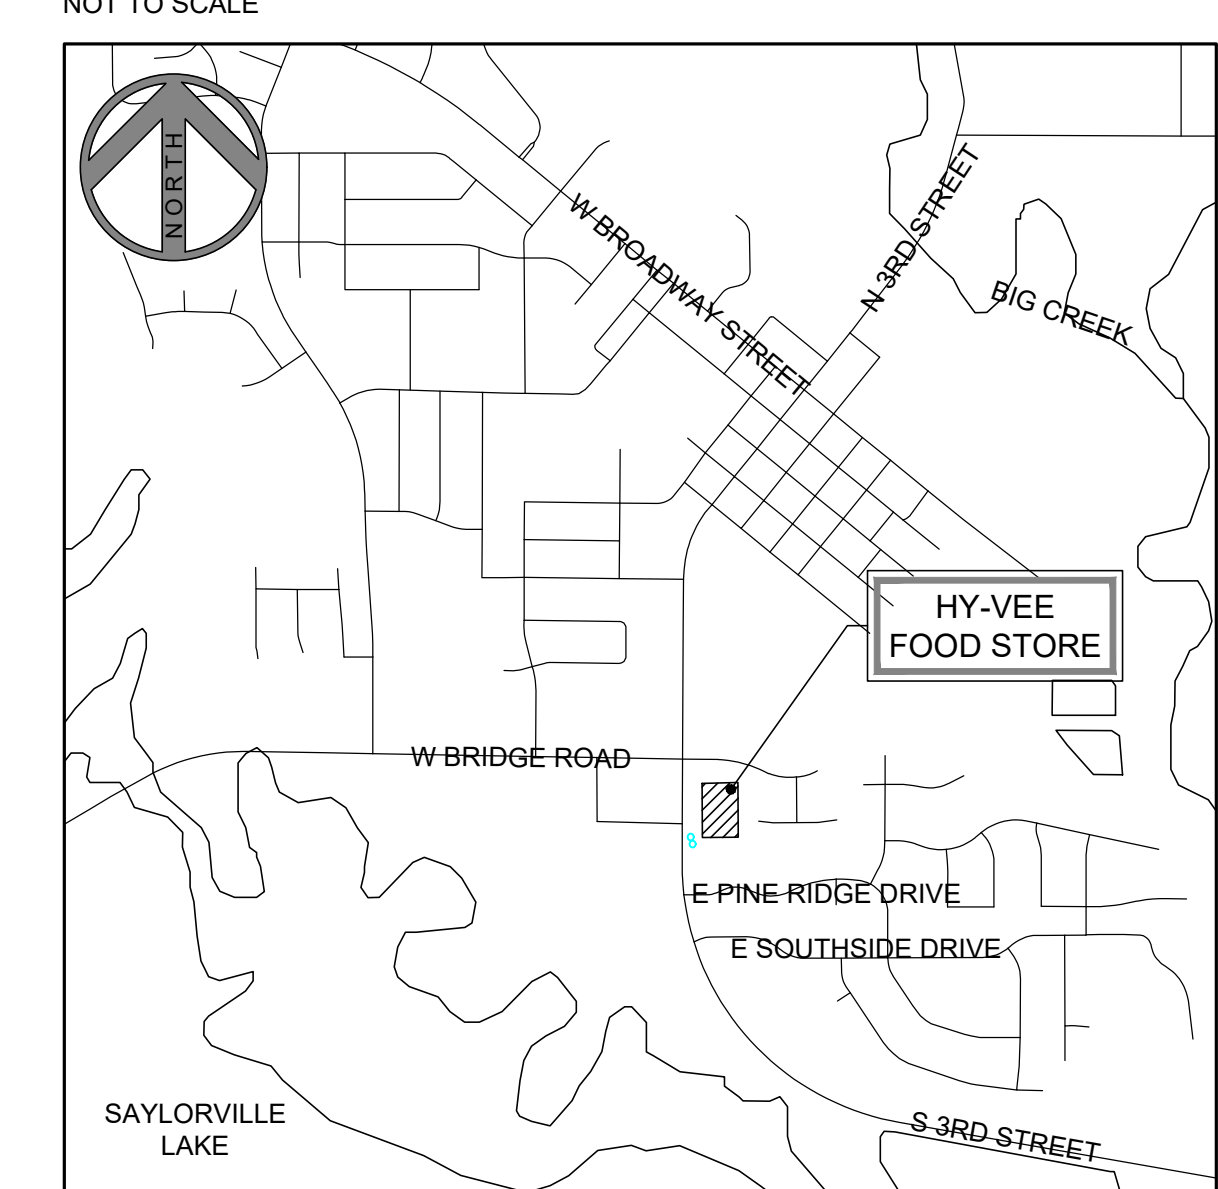 NOT TO SCALE
NORTH
W BROADWAY STREET
N 3RD STREET
BIG CREEK
HY-VEE
FOOD STORE
W BRIDGE ROAD
8
E PINE RIDGE DRIVE
E SOUTHSIDE DRIVE
SAYLORVILLE
LAKE
S 3RD STREET